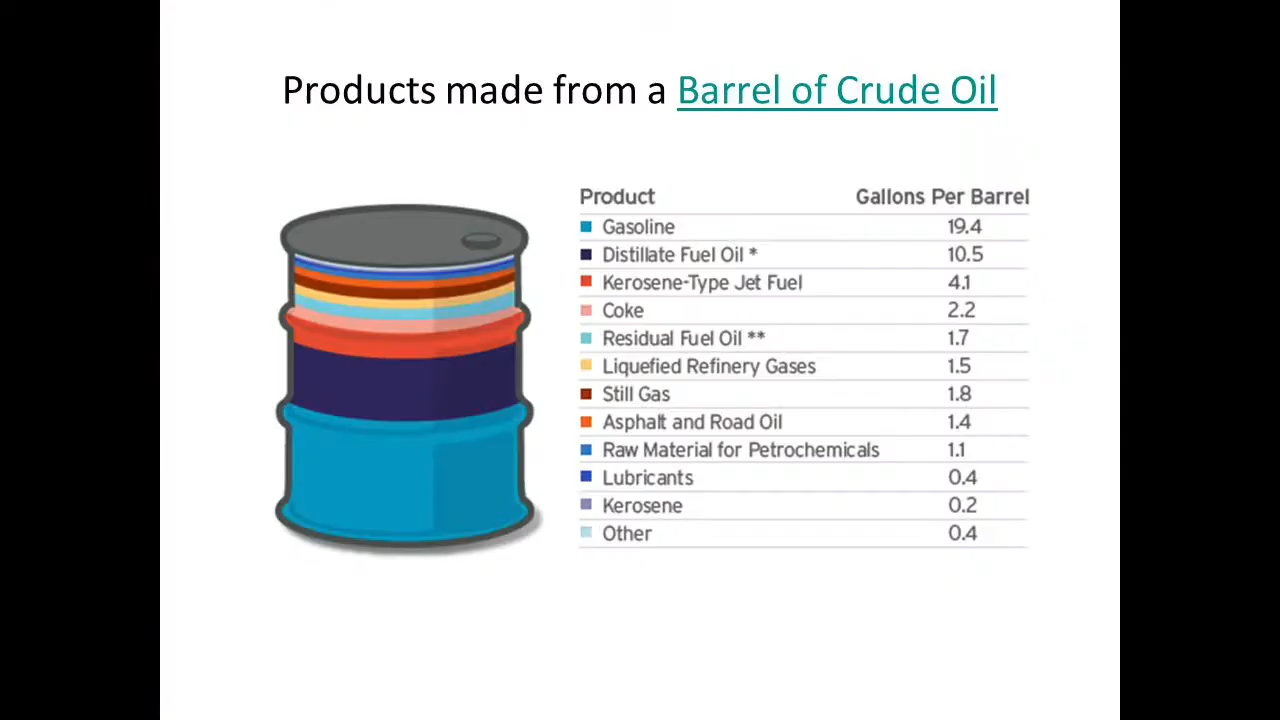 Products made from a Barrel of Crude Oil
Product Gallons Per Barrel
Gasoline 19.4
Distillate Fuel Oil * 10.5
Kerosene-Type Jet Fuel 4.1
Coke 2.2
Residual Fuel Oil ** 1.7
Liquefied Refinery Gases 1.5
Still Gas 1.8
Asphalt and Road Oil 1.4
Raw Material for Petrochemicals 1.1
Lubricants 0.4
Kerosene 0.2
Other 0.4